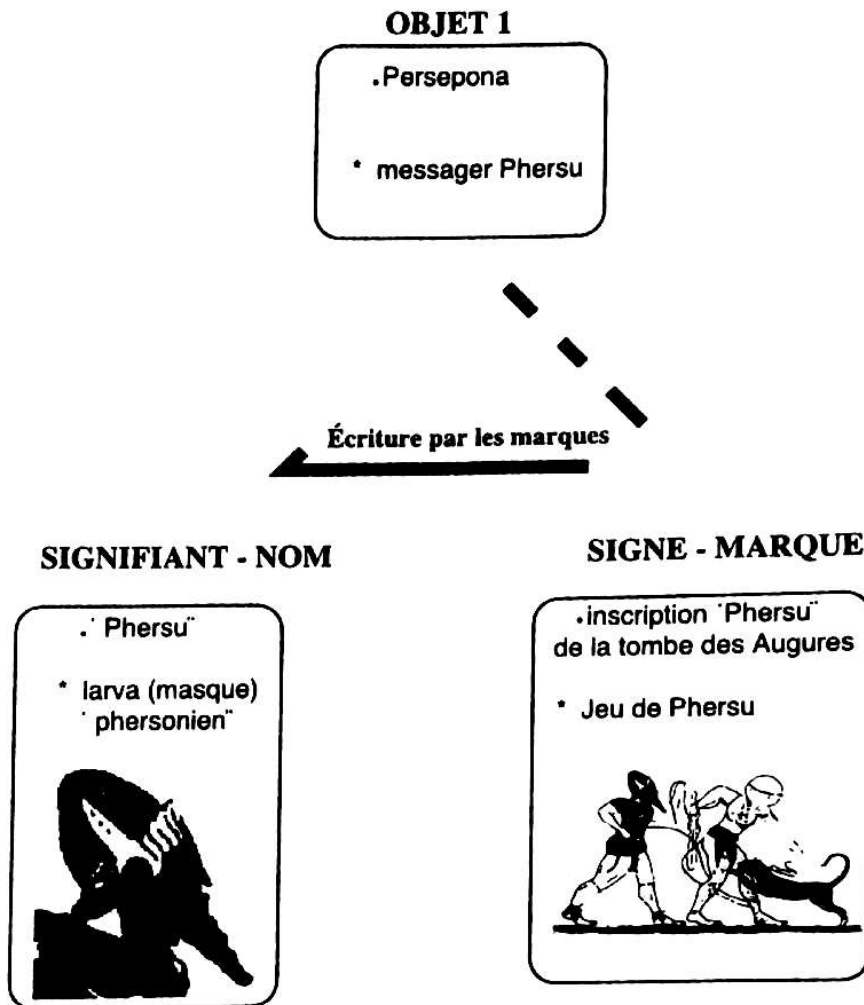 OBJET 1
.Persepona
* messager Phersu
Écriture par les marques
SIGNIFIANT - NOM
.'Phersu"
* larva (masque)
'phersonien"
SIGNE - MARQUE
.inscription 'Phersu"
de la tombe des Augures
* Jeu de Phersu